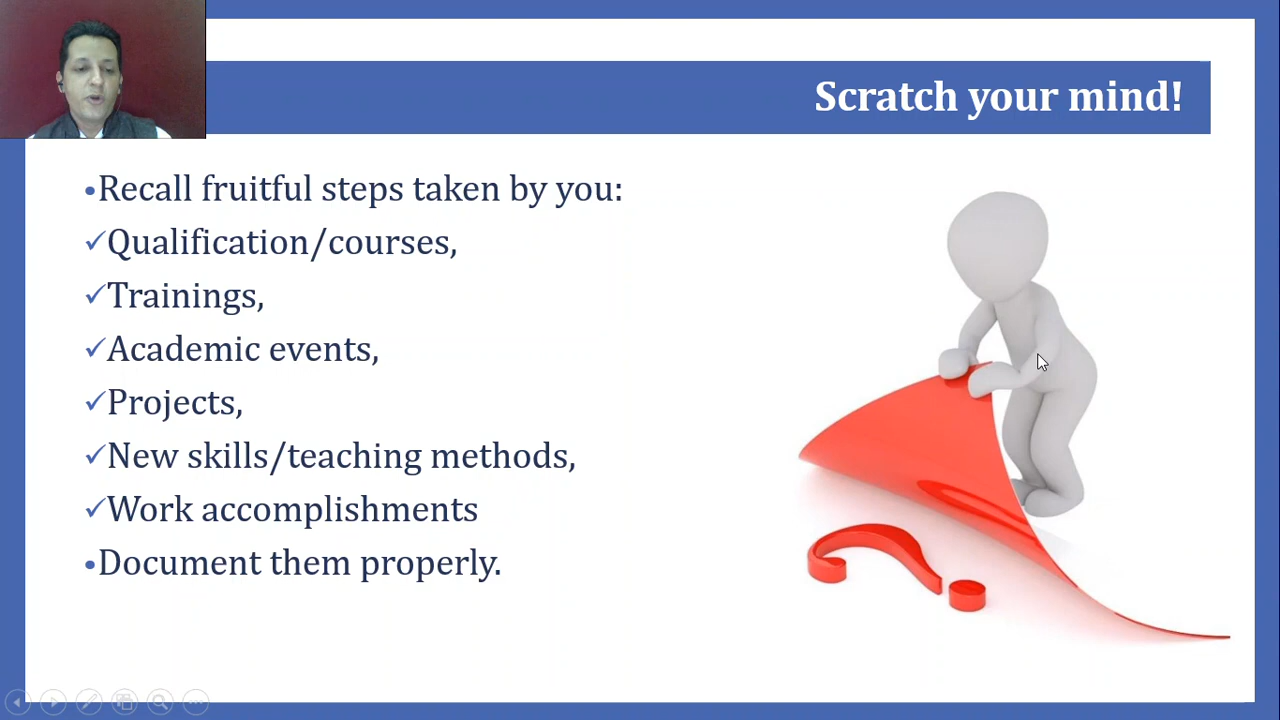 Scratch your mind!
•Recall fruitful steps taken by you:
✓Qualification/courses,
✓Trainings,
✓Academic events,
✓Projects,
✓New skills/teaching methods,
✓Work accomplishments
•Document them properly.